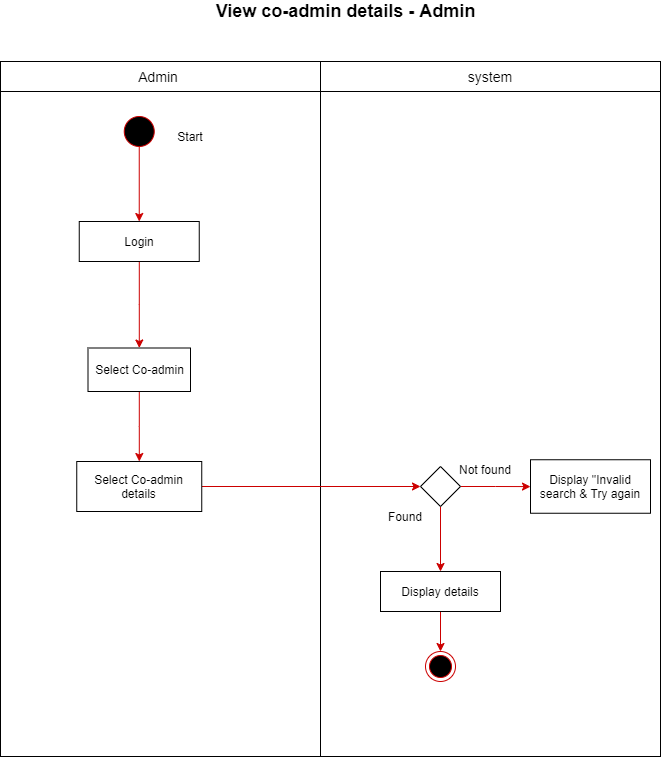 View co-admin details - Admin
Admin
system
Start
Login
Select Co-admin
Select Co-admin
details
Not found
Display "Invalid
search & Try again
Found
Display details